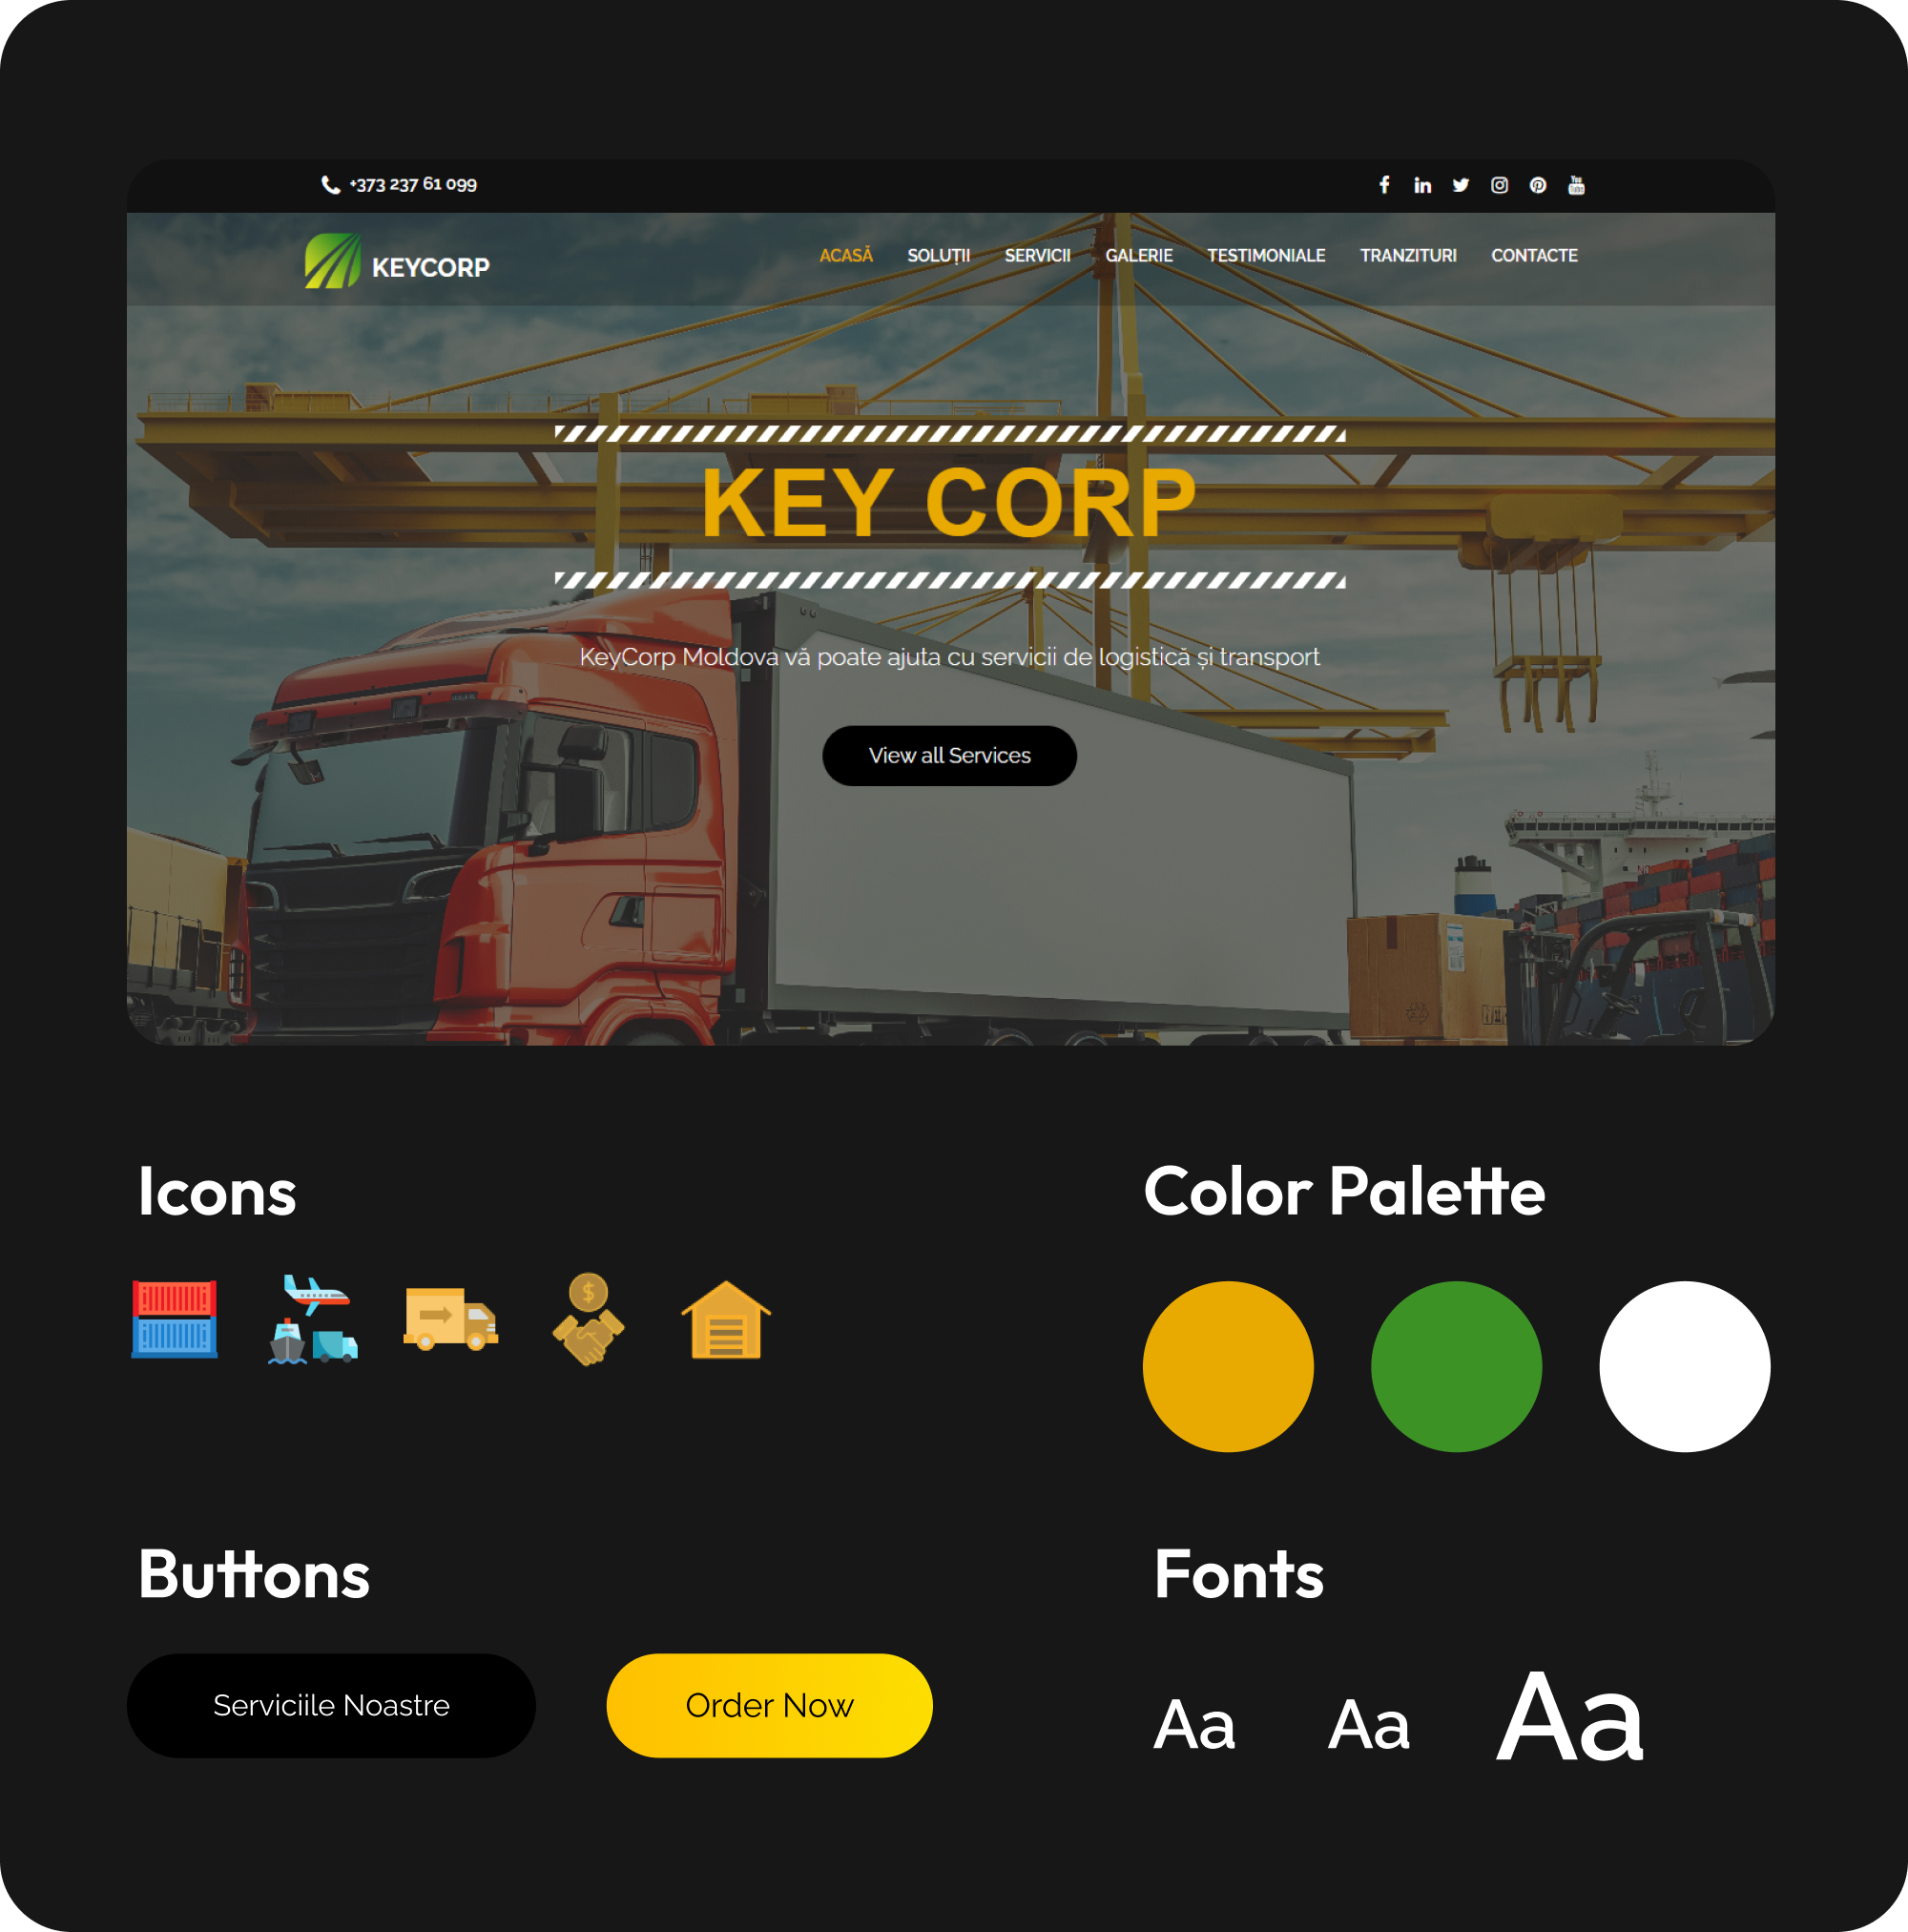 +373 237 61 099
You
Tube
KEYCORP
ACASĂ SOLUȚII SERVICII GALERIE TESTIMONIALE TRANZITURI CONTACTE
KEY CORP
KeyCorp Moldova vă poate ajuta cu servicii de logistică și transport
View all Services
Icons
Color Palette
$
Buttons
Fonts
Serviciile Noastre
Order Now
Aa Aa Aa